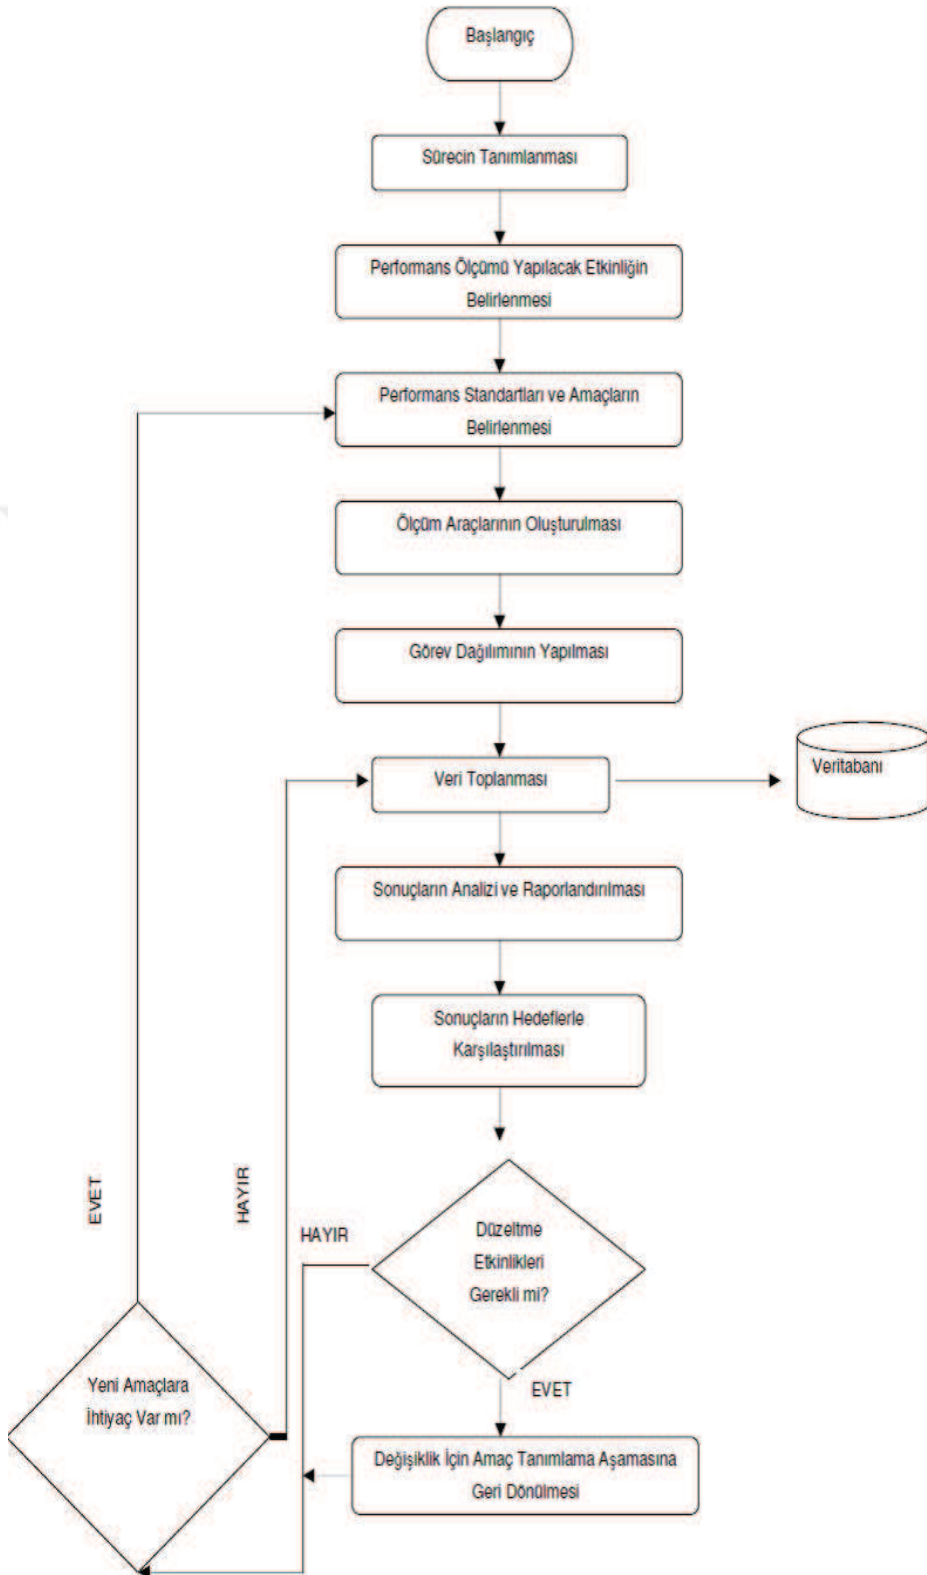 Başlangıç
Sürecin Tanımlanması
Performans Ölçümü Yapılacak Etkinliğin
Belirlenmesi
Performans Standartları ve Amaçların
Belirlenmesi
Ölçüm Araçlarının Oluşturulması
Görev Dağılımının Yapılması
Veri Toplanması
Veritabanı
Sonuçların Analizi ve Raporlandırılması
Sonuçların Hedeflerle
Karşılaştırılması
EVET
HAYIR
HAYIR
Düzeltme
Etkinlikleri
Gerekli mi?
EVET
Yeni Amaçlara
İhtiyaç Var mı?
Değişiklik İçin Amaç Tanımlama Aşamasına
Geri Dönülmesi